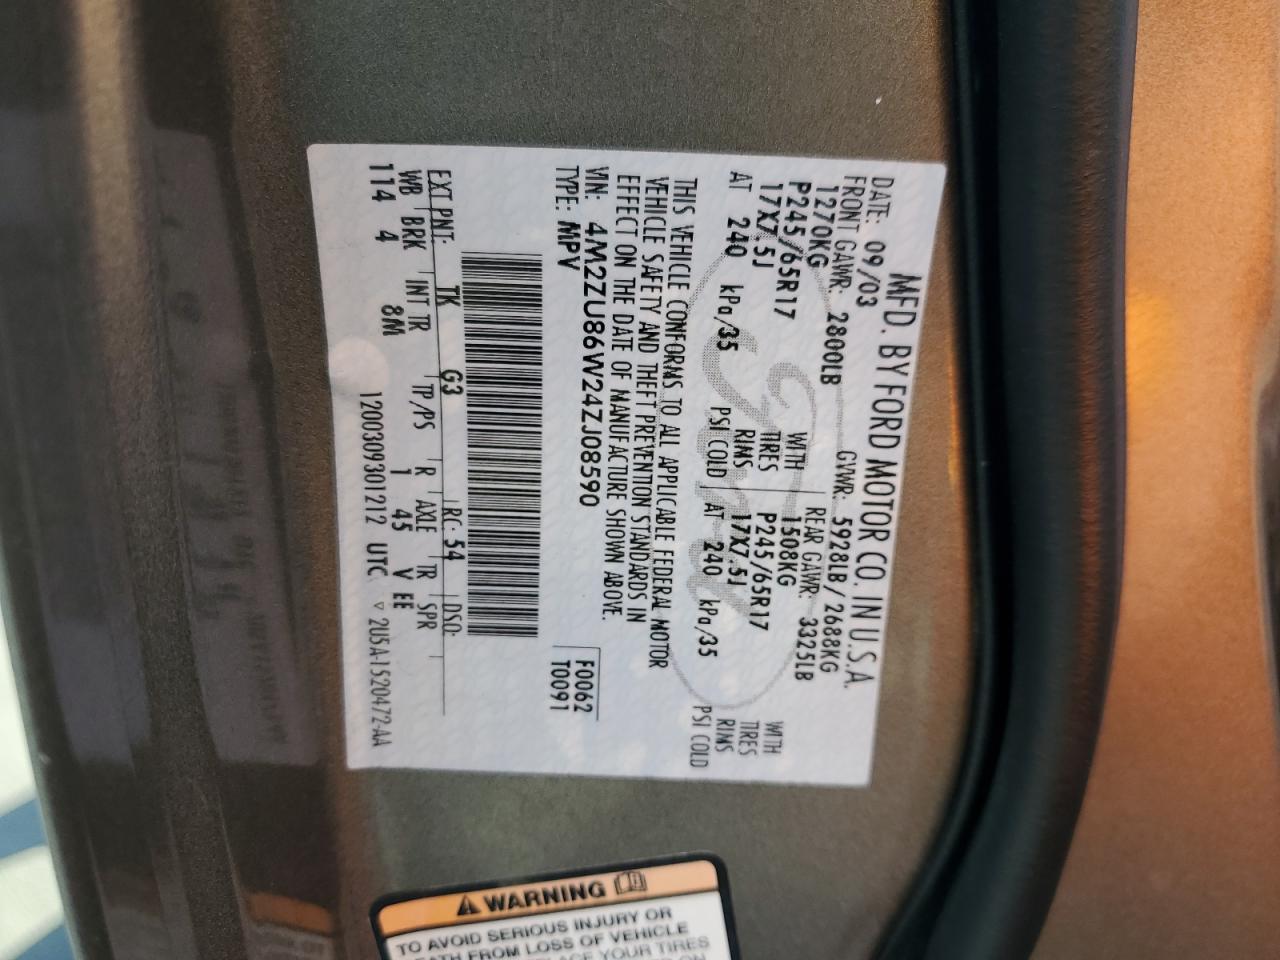 MFD. BY FORD MOTOR CO. IN U.S.A.
DATE: 09/03 GVWR: 5928LB/2688KG
FRONT GAWR: 2800LB REAR GAWR: 3325LB
1270KG WITH 1508KG WITH
P245/65R17 TIRES P245/65R17 TIRES
17X7.5J RIMS 17X7.5J RIMS
AT 240 kPa/35 PSI COLD AT 240 kPa/35 PSI COLD
THIS VEHICLE CONFORMS TO ALL APPLICABLE FEDERAL MOTOR
VEHICLE SAFETY AND THEFT PREVENTION STANDARDS IN
EFFECT ON THE DATE OF MANUFACTURE SHOWN ABOVE.
VIN: 4M2ZU86W24ZJ08590
TYPE: MPV
F0062
T0091
EXT PNT: TK G3 RC: 54 DSO:
WB BRK INT TR TP/PS R AXLE TR SPR
114 4 8M 1 45 V EE
12003093012​12 UTC ▽ 2U5A-1520472-AA
WARNING
TO AVOID SERIOUS INJURY OR
FROM LOSS OF VEHICLE
YOUR TIRES